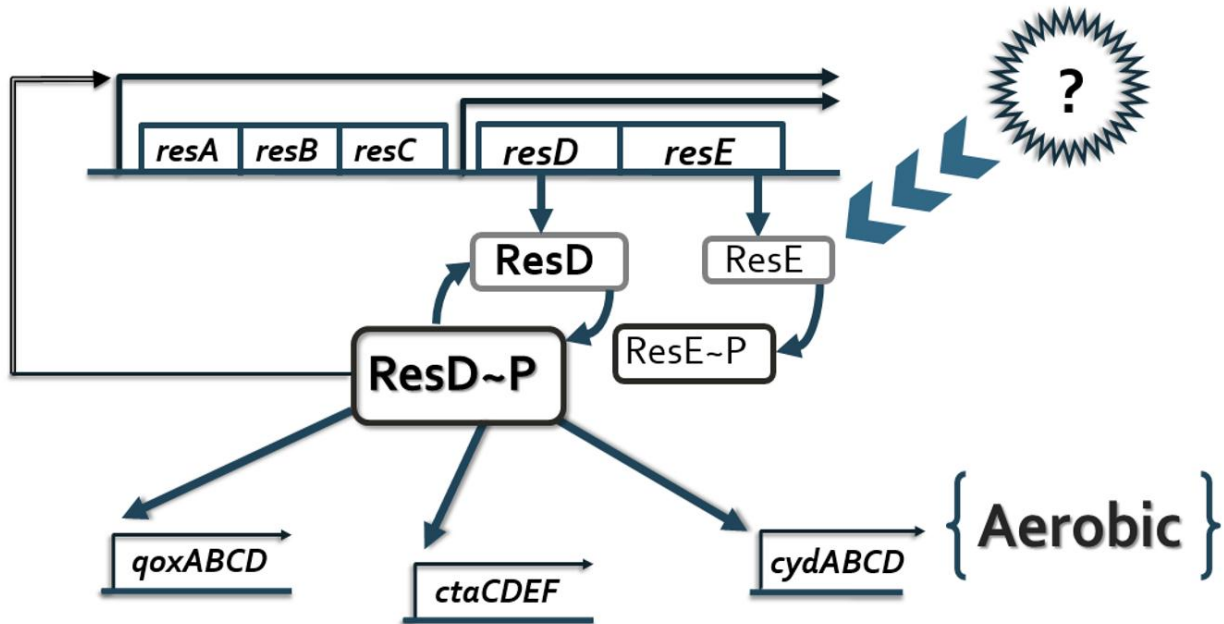 ?
resA resB resC resD resE
ResD ResE
ResE~P
ResD~P
qoxABCD
ctaCDEF
cydABCD
{ Aerobic }